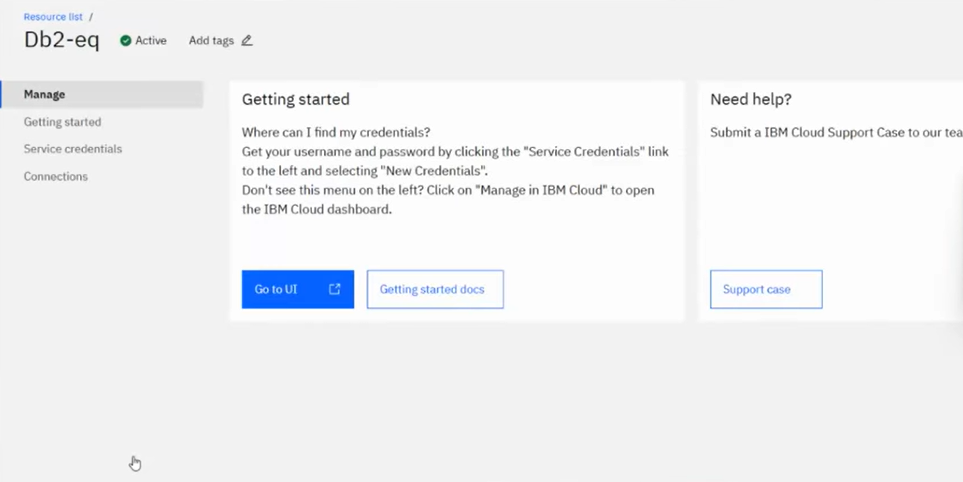 Resource list /
Db2-eq Active Add tags
Manage
Getting started
Service credentials
Connections
Getting started
Where can I find my credentials?
Get your username and password by clicking the "Service Credentials" link
to the left and selecting "New Credentials".
Don't see this menu on the left? Click on "Manage in IBM Cloud" to open
the IBM Cloud dashboard.
Go to UI
Getting started docs
Need help?
Submit a IBM Cloud Support Case to our tea
Support case